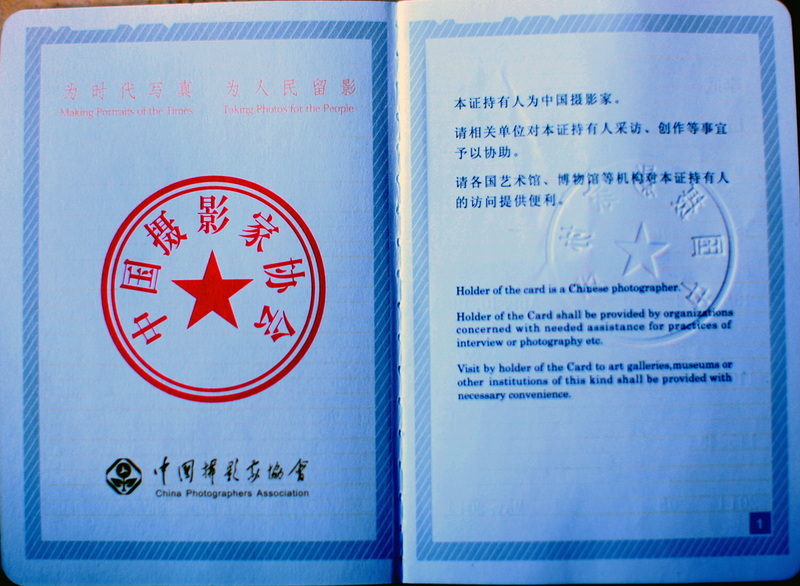 为时代写真 为人民留影
Making Portraits of the Times Taking Photos for the People
中国摄影家协会
中国摄影家协會
China Photographers Association
本证持有人为中国摄影家。
请相关单位对本证持有人采访、创作等事宜
予以协助。
请各国艺术馆、博物馆等机构对本证持有人
的访问提供便利。
Holder of the card is a Chinese photographer.
Holder of the Card shall be provided by organizations
concerned with needed assistance for practices of
interview or photography etc.
Visit by holder of the Card to art galleries,museums or
other institutions of this kind shall be provided with
necessary convenience.
1